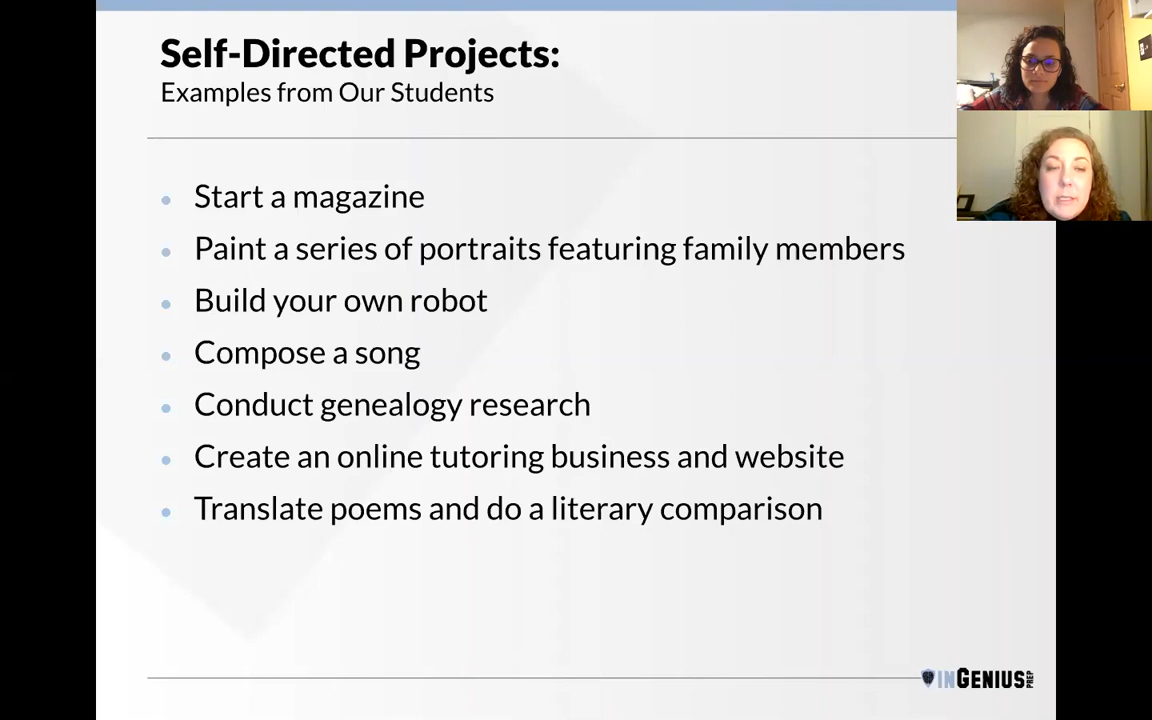 Self-Directed Projects:
Examples from Our Students
Start a magazine
Paint a series of portraits featuring family members
Build your own robot
Compose a song
Conduct genealogy research
Create an online tutoring business and website
Translate poems and do a literary comparison
INGENIUS PREP